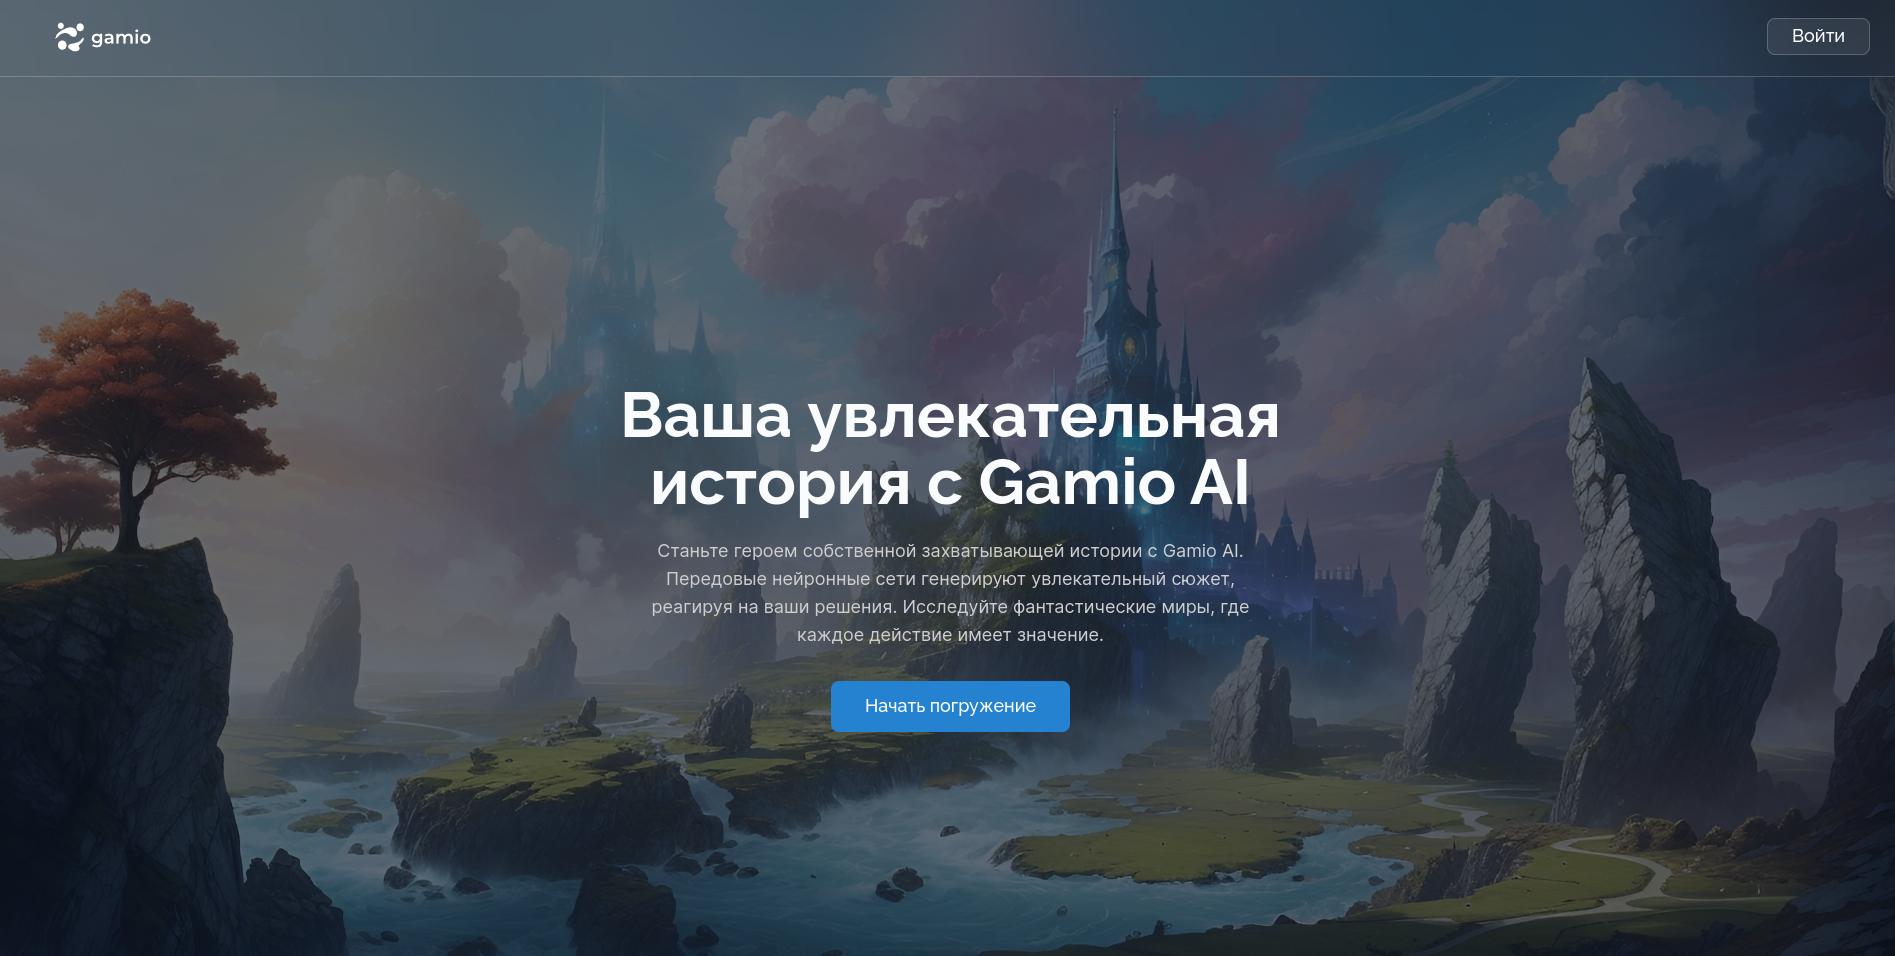 gamio
Войти
Ваша увлекательная
история с Gamio AI
Станьте героем собственной захватывающей истории с Gamio AI.
Передовые нейронные сети генерируют увлекательный сюжет,
реагируя на ваши решения. Исследуйте фантастические миры, где
каждое действие имеет значение.
Начать погружение